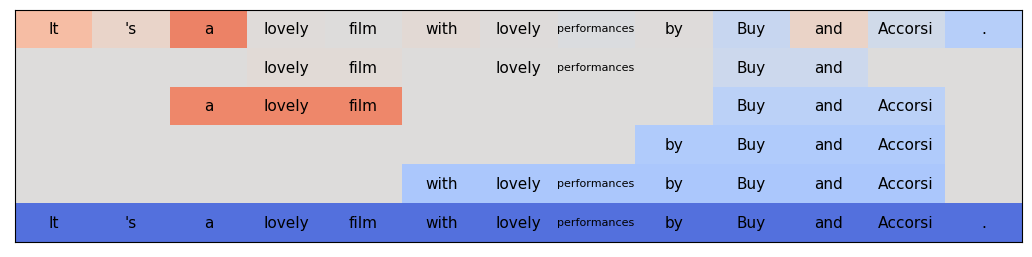 It 's a lovely film with lovely performances by Buy and Accorsi .
lovely film lovely performances Buy and
a lovely film Buy and Accorsi
by Buy and Accorsi
with lovely performances by Buy and Accorsi
It 's a lovely film with lovely performances by Buy and Accorsi .